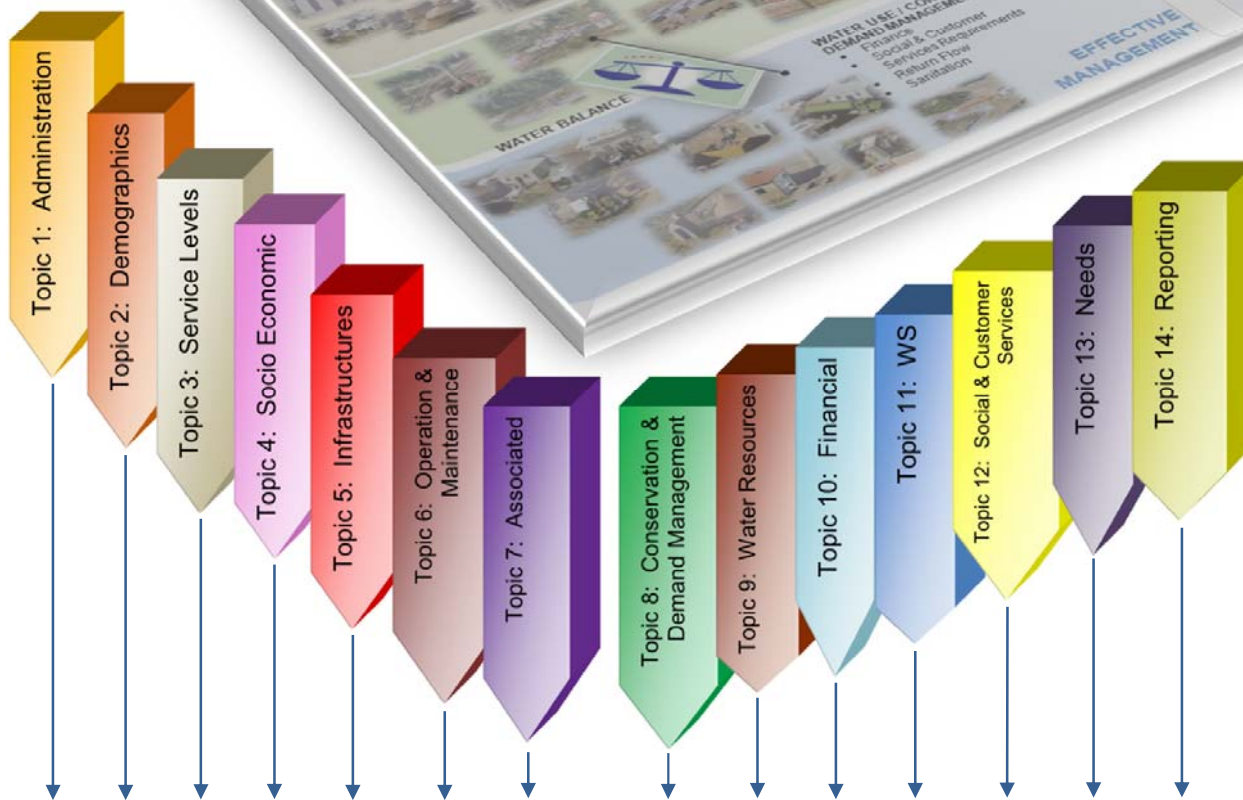 WATER USE / CON
DEMAND MANAGEMENT
Finance
Social & Customer
Services Requirements
Return Flow
Sanitation
EFFECTIVE
MANAGEMENT
WATER BALANCE
Topic 1: Administration
Topic 2: Demographics
Topic 3: Service Levels
Topic 4: Socio Economic
Topic 5: Infrastructures
Topic 6: Operation &
Maintenance
Topic 7: Associated
Topic 8: Conservation &
Demand Management
Topic 9: Water Resources
Topic 10: Financial
Topic 11: WS
Topic 12: Social & Customer
Services
Topic 13: Needs
Topic 14: Reporting